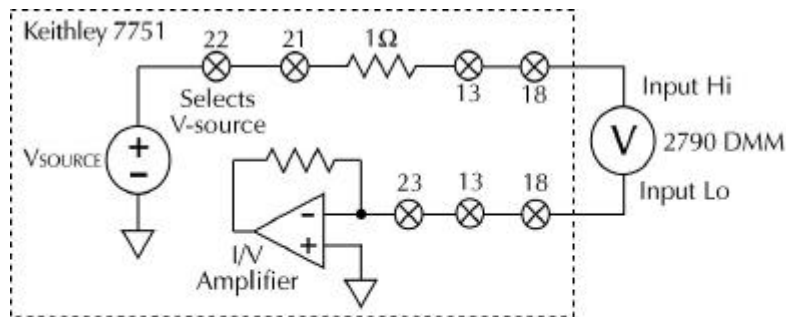 Keithley 7751
22
21
1Ω
13
18
Selects
V-source
Input Hi
VSOURCE
+
-
V
2790 DMM
23
13
18
Input Lo
-
+
I/V
Amplifier